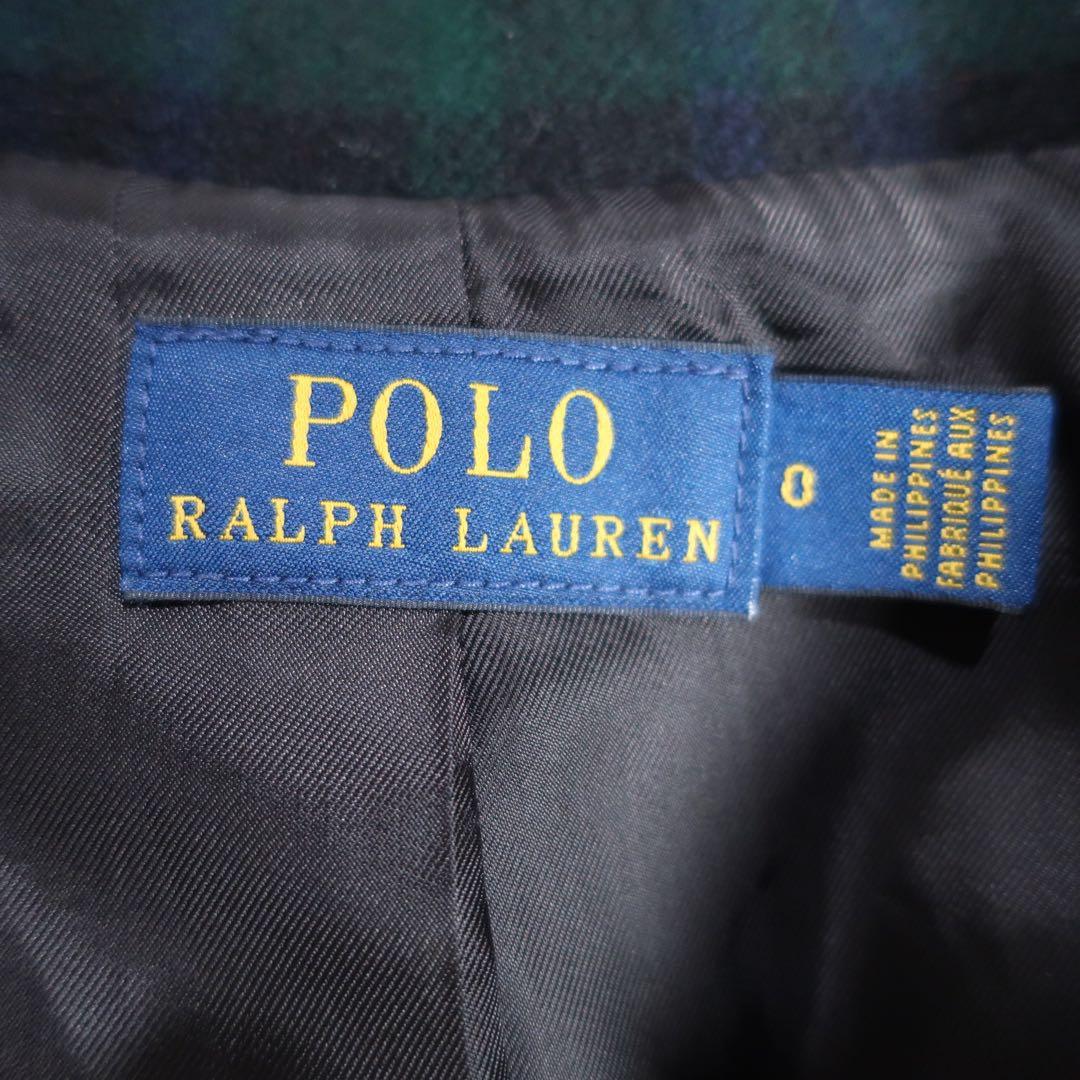 POLO
RALPH LAUREN
0
MADE IN
PHILIPPINES
FABRIQUÉ AUX
PHILIPPINES